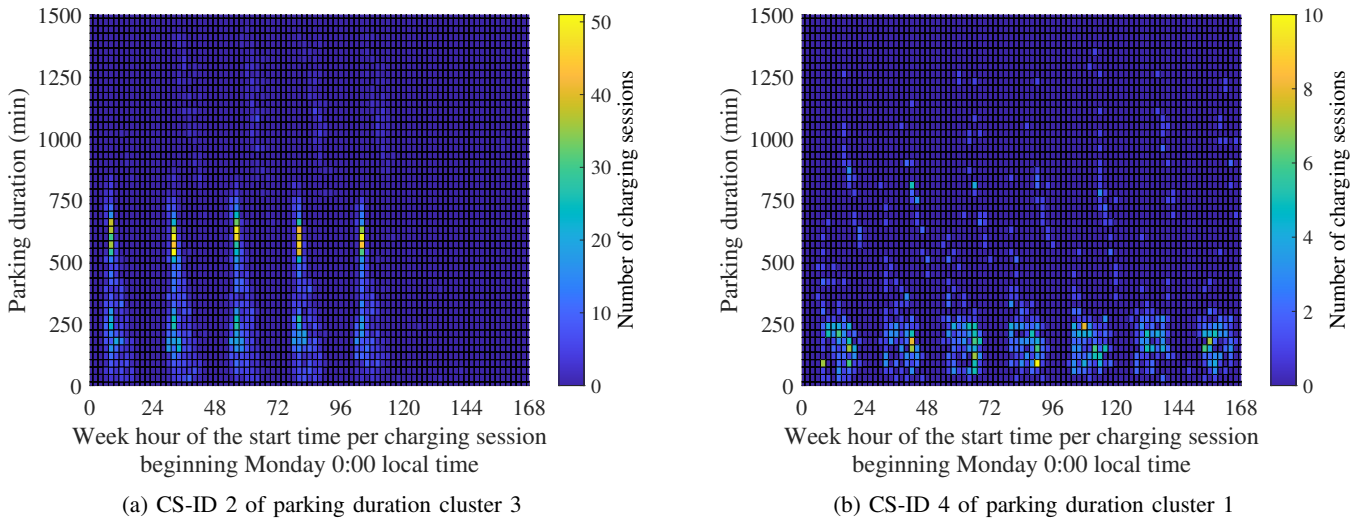 1500
1250
1000
750
500
250
0
Parking duration (min)
0 24 48 72 96 120 144 168
Week hour of the start time per charging session
beginning Monday 0:00 local time
50
40
30
20
10
0
Number of charging sessions
(a) CS-ID 2 of parking duration cluster 3
1500
1250
1000
750
500
250
0
Parking duration (min)
0 24 48 72 96 120 144 168
Week hour of the start time per charging session
beginning Monday 0:00 local time
10
8
6
4
2
0
Number of charging sessions
(b) CS-ID 4 of parking duration cluster 1